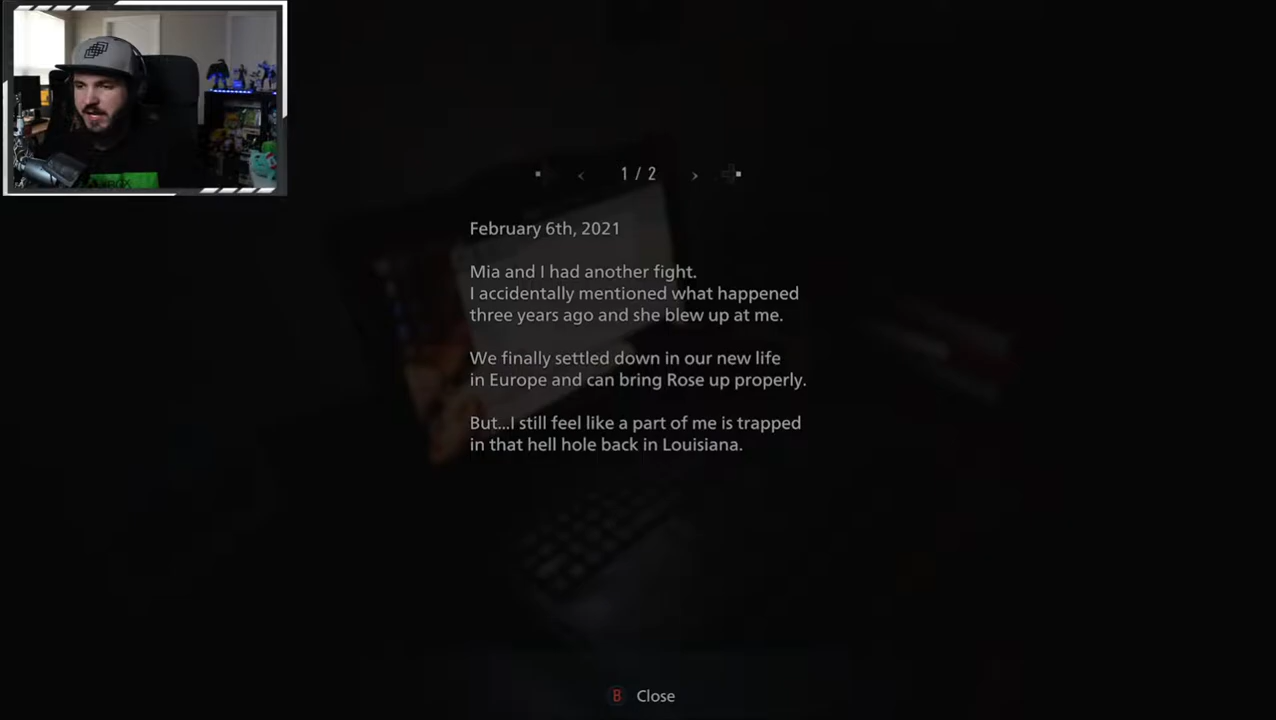 1 / 2
February 6th, 2021
Mia and I had another fight.
I accidentally mentioned what happened
three years ago and she blew up at me.
We finally settled down in our new life
in Europe and can bring Rose up properly.
But...I still feel like a part of me is trapped
in that hell hole back in Louisiana.
B Close